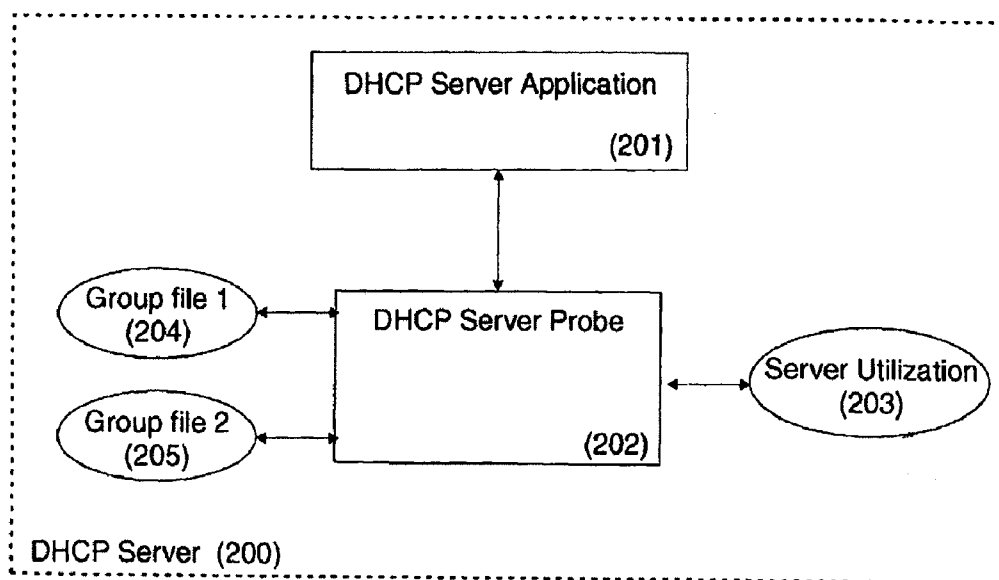 DHCP Server Application
(201)
Group file 1
(204)
DHCP Server Probe
Server Utilization
(203)
Group file 2
(205)
(202)
DHCP Server (200)